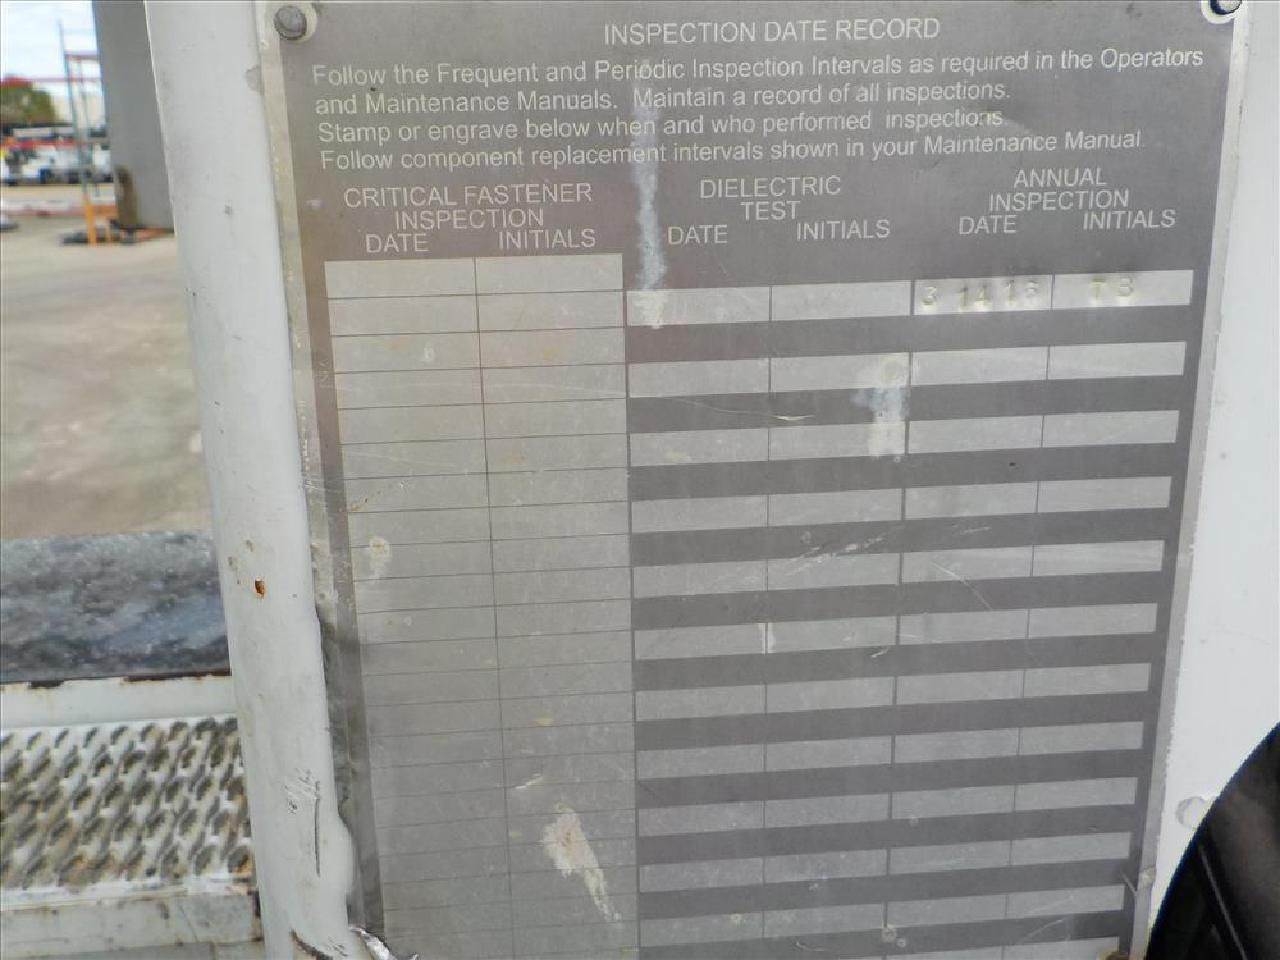 INSPECTION DATE RECORD
Follow the Frequent and Periodic Inspection Intervals as required in the Operators
and Maintenance Manuals. Maintain a record of all inspections.
Stamp or engrave below when and who performed inspections.
Follow component replacement intervals shown in your Maintenance Manual.
CRITICAL FASTENER
INSPECTION
DATE INITIALS
DIELECTRIC
TEST
DATE INITIALS
ANNUAL
INSPECTION
DATE INITIALS
3 14 16 TB